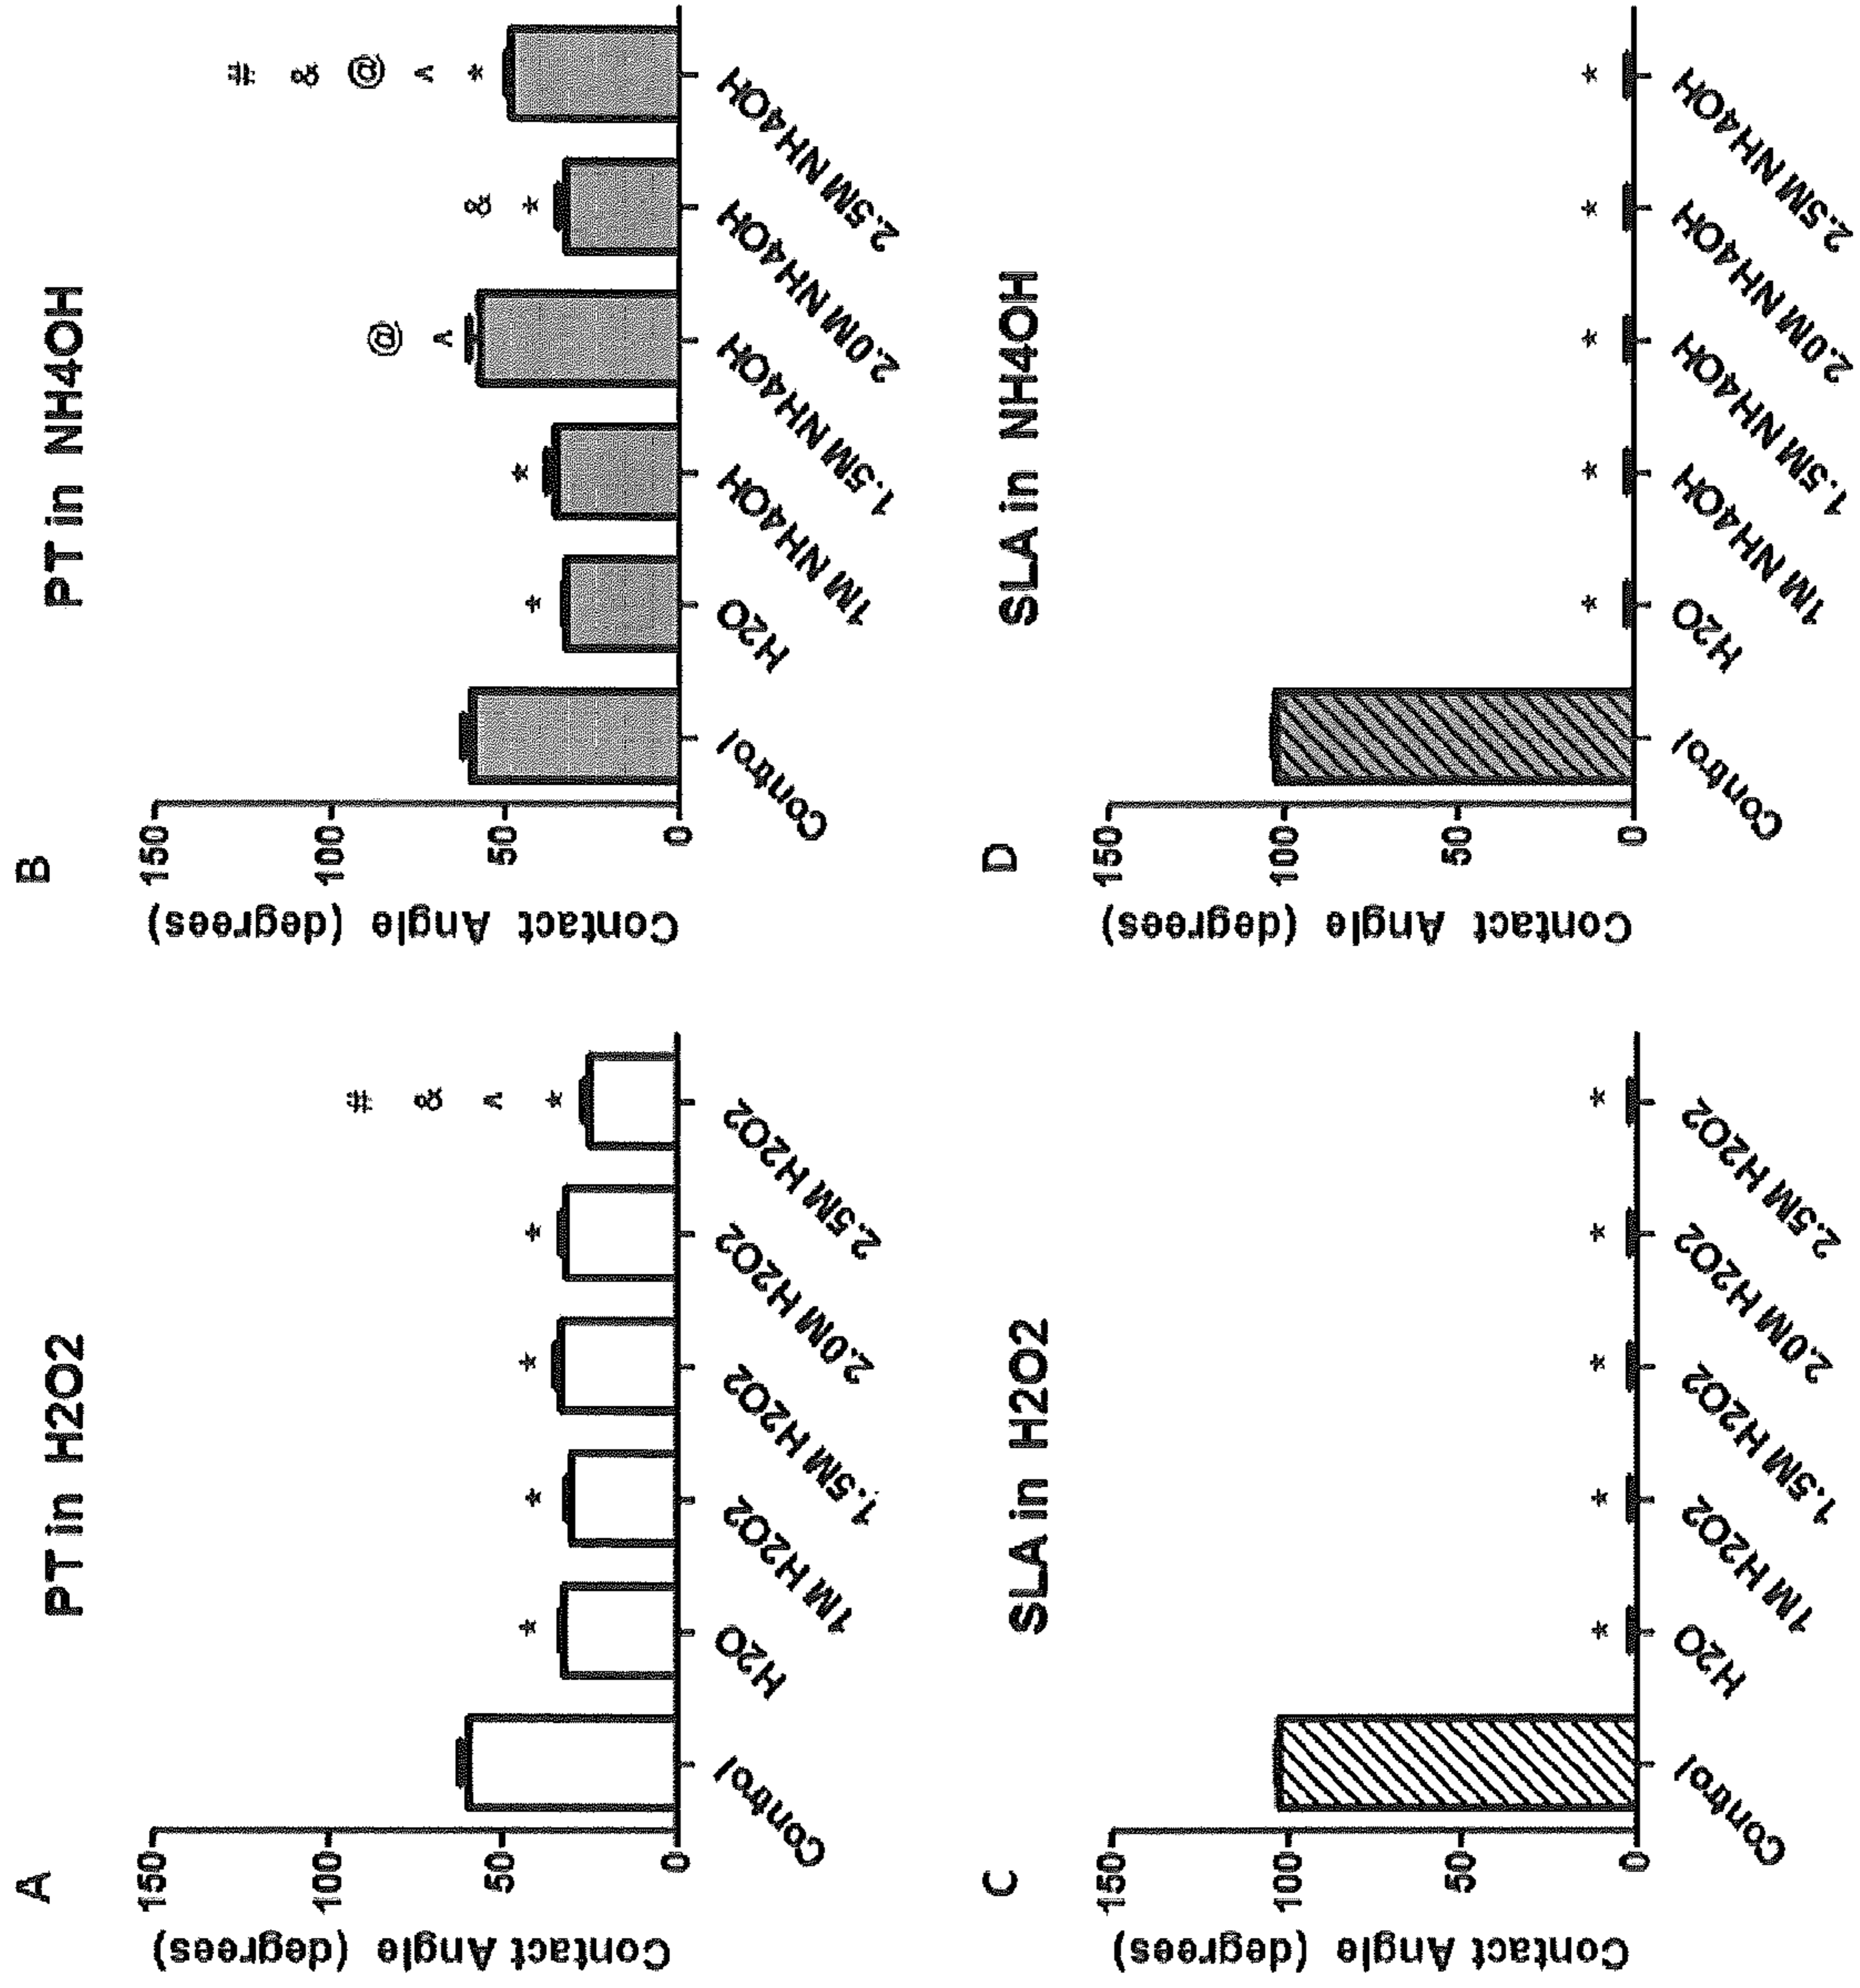 A
PT in H2O2
Contact Angle (degrees)
150
100
50
0
*
*
*
*
# & ^ *
Control
H2O
1M H2O2
1.5M H2O2
2.0M H2O2
2.5M H2O2
B
PT in NH4OH
Contact Angle (degrees)
150
100
50
0
*
*
@ ^
& *
# & @ ^ *
Control
H2O
1M NH4OH
1.5M NH4OH
2.0M NH4OH
2.5M NH4OH
C
SLA in H2O2
Contact Angle (degrees)
150
100
50
0
* * * * *
Control
H2O
1M H2O2
1.5M H2O2
2.0M H2O2
2.5M H2O2
D
SLA in NH4OH
Contact Angle (degrees)
150
100
50
0
* * * * *
Control
H2O
1M NH4OH
1.5M NH4OH
2.0M NH4OH
2.5M NH4OH